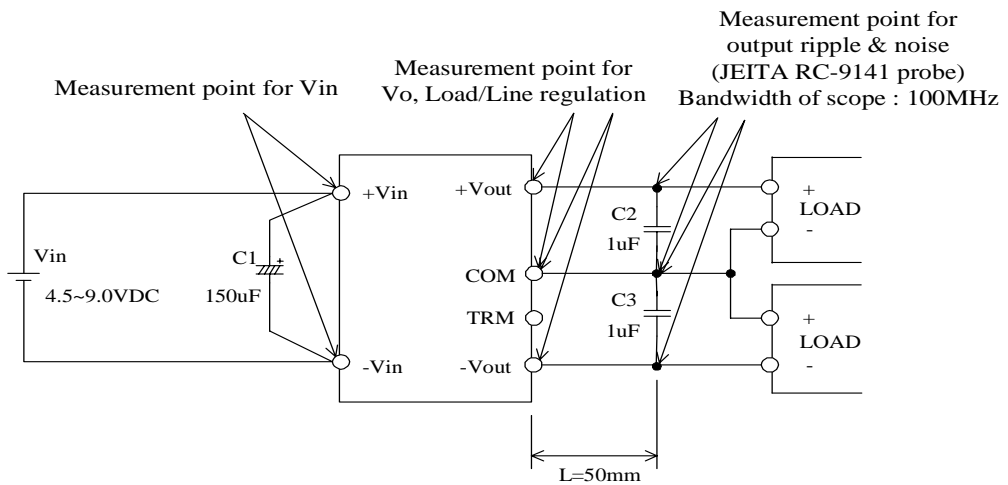 Measurement point for
output ripple & noise
(JEITA RC-9141 probe)
Bandwidth of scope : 100MHz
Measurement point for
Vo, Load/Line regulation
Measurement point for Vin
+Vin
+Vout
+
LOAD
-
C2
1uF
Vin
4.5~9.0VDC
C1
+
150uF
COM
C3
1uF
TRM
+
LOAD
-
-Vin
-Vout
L=50mm